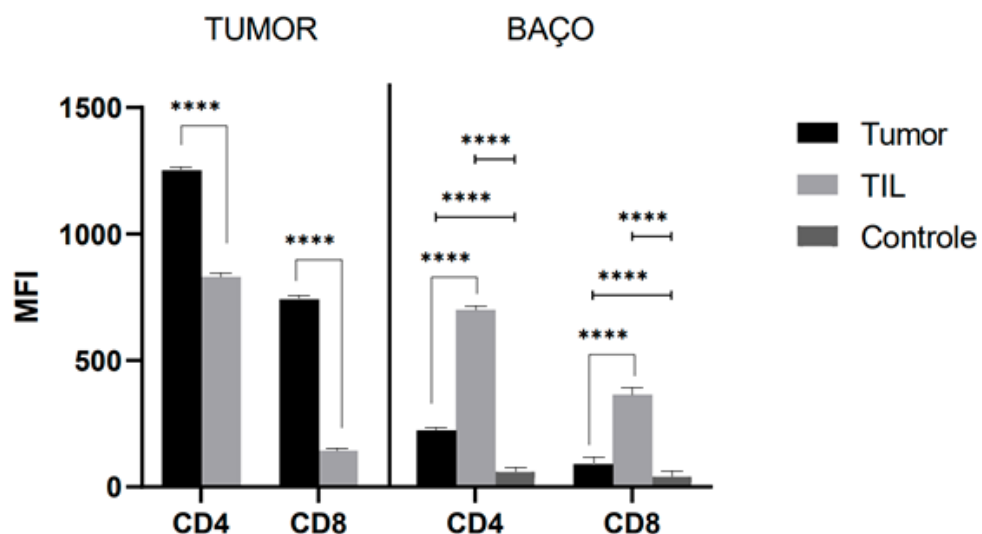 TUMOR BAÇO
1500
1000
500
0
MFI
**** ****
**** **** ****
**** **** ****
CD4 CD8 CD4 CD8
Tumor
TIL
Controle